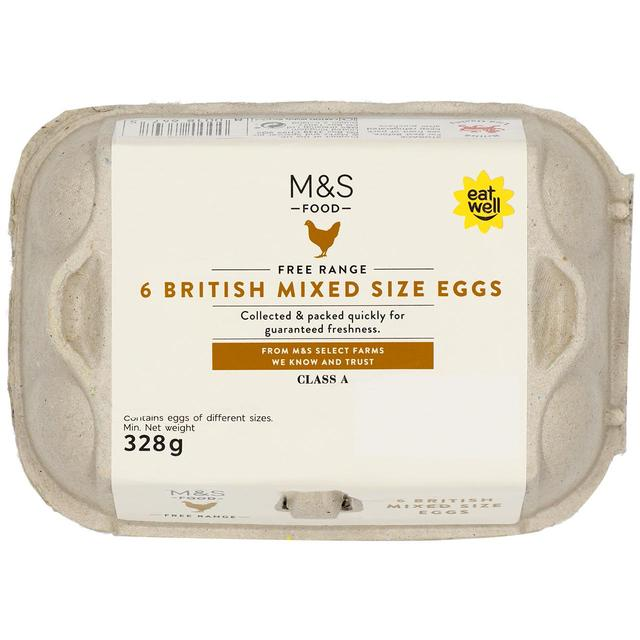 M&S
FOOD
eat
well
FREE RANGE
6 BRITISH MIXED SIZE EGGS
Collected & packed quickly for
guaranteed freshness.
FROM M&S SELECT FARMS
WE KNOW AND TRUST
CLASS A
Contains eggs of different sizes.
Min. Net weight
328g
M&S
FOOD
FREE RANGE
6 BRITISH
MIXED SIZE
EGGS